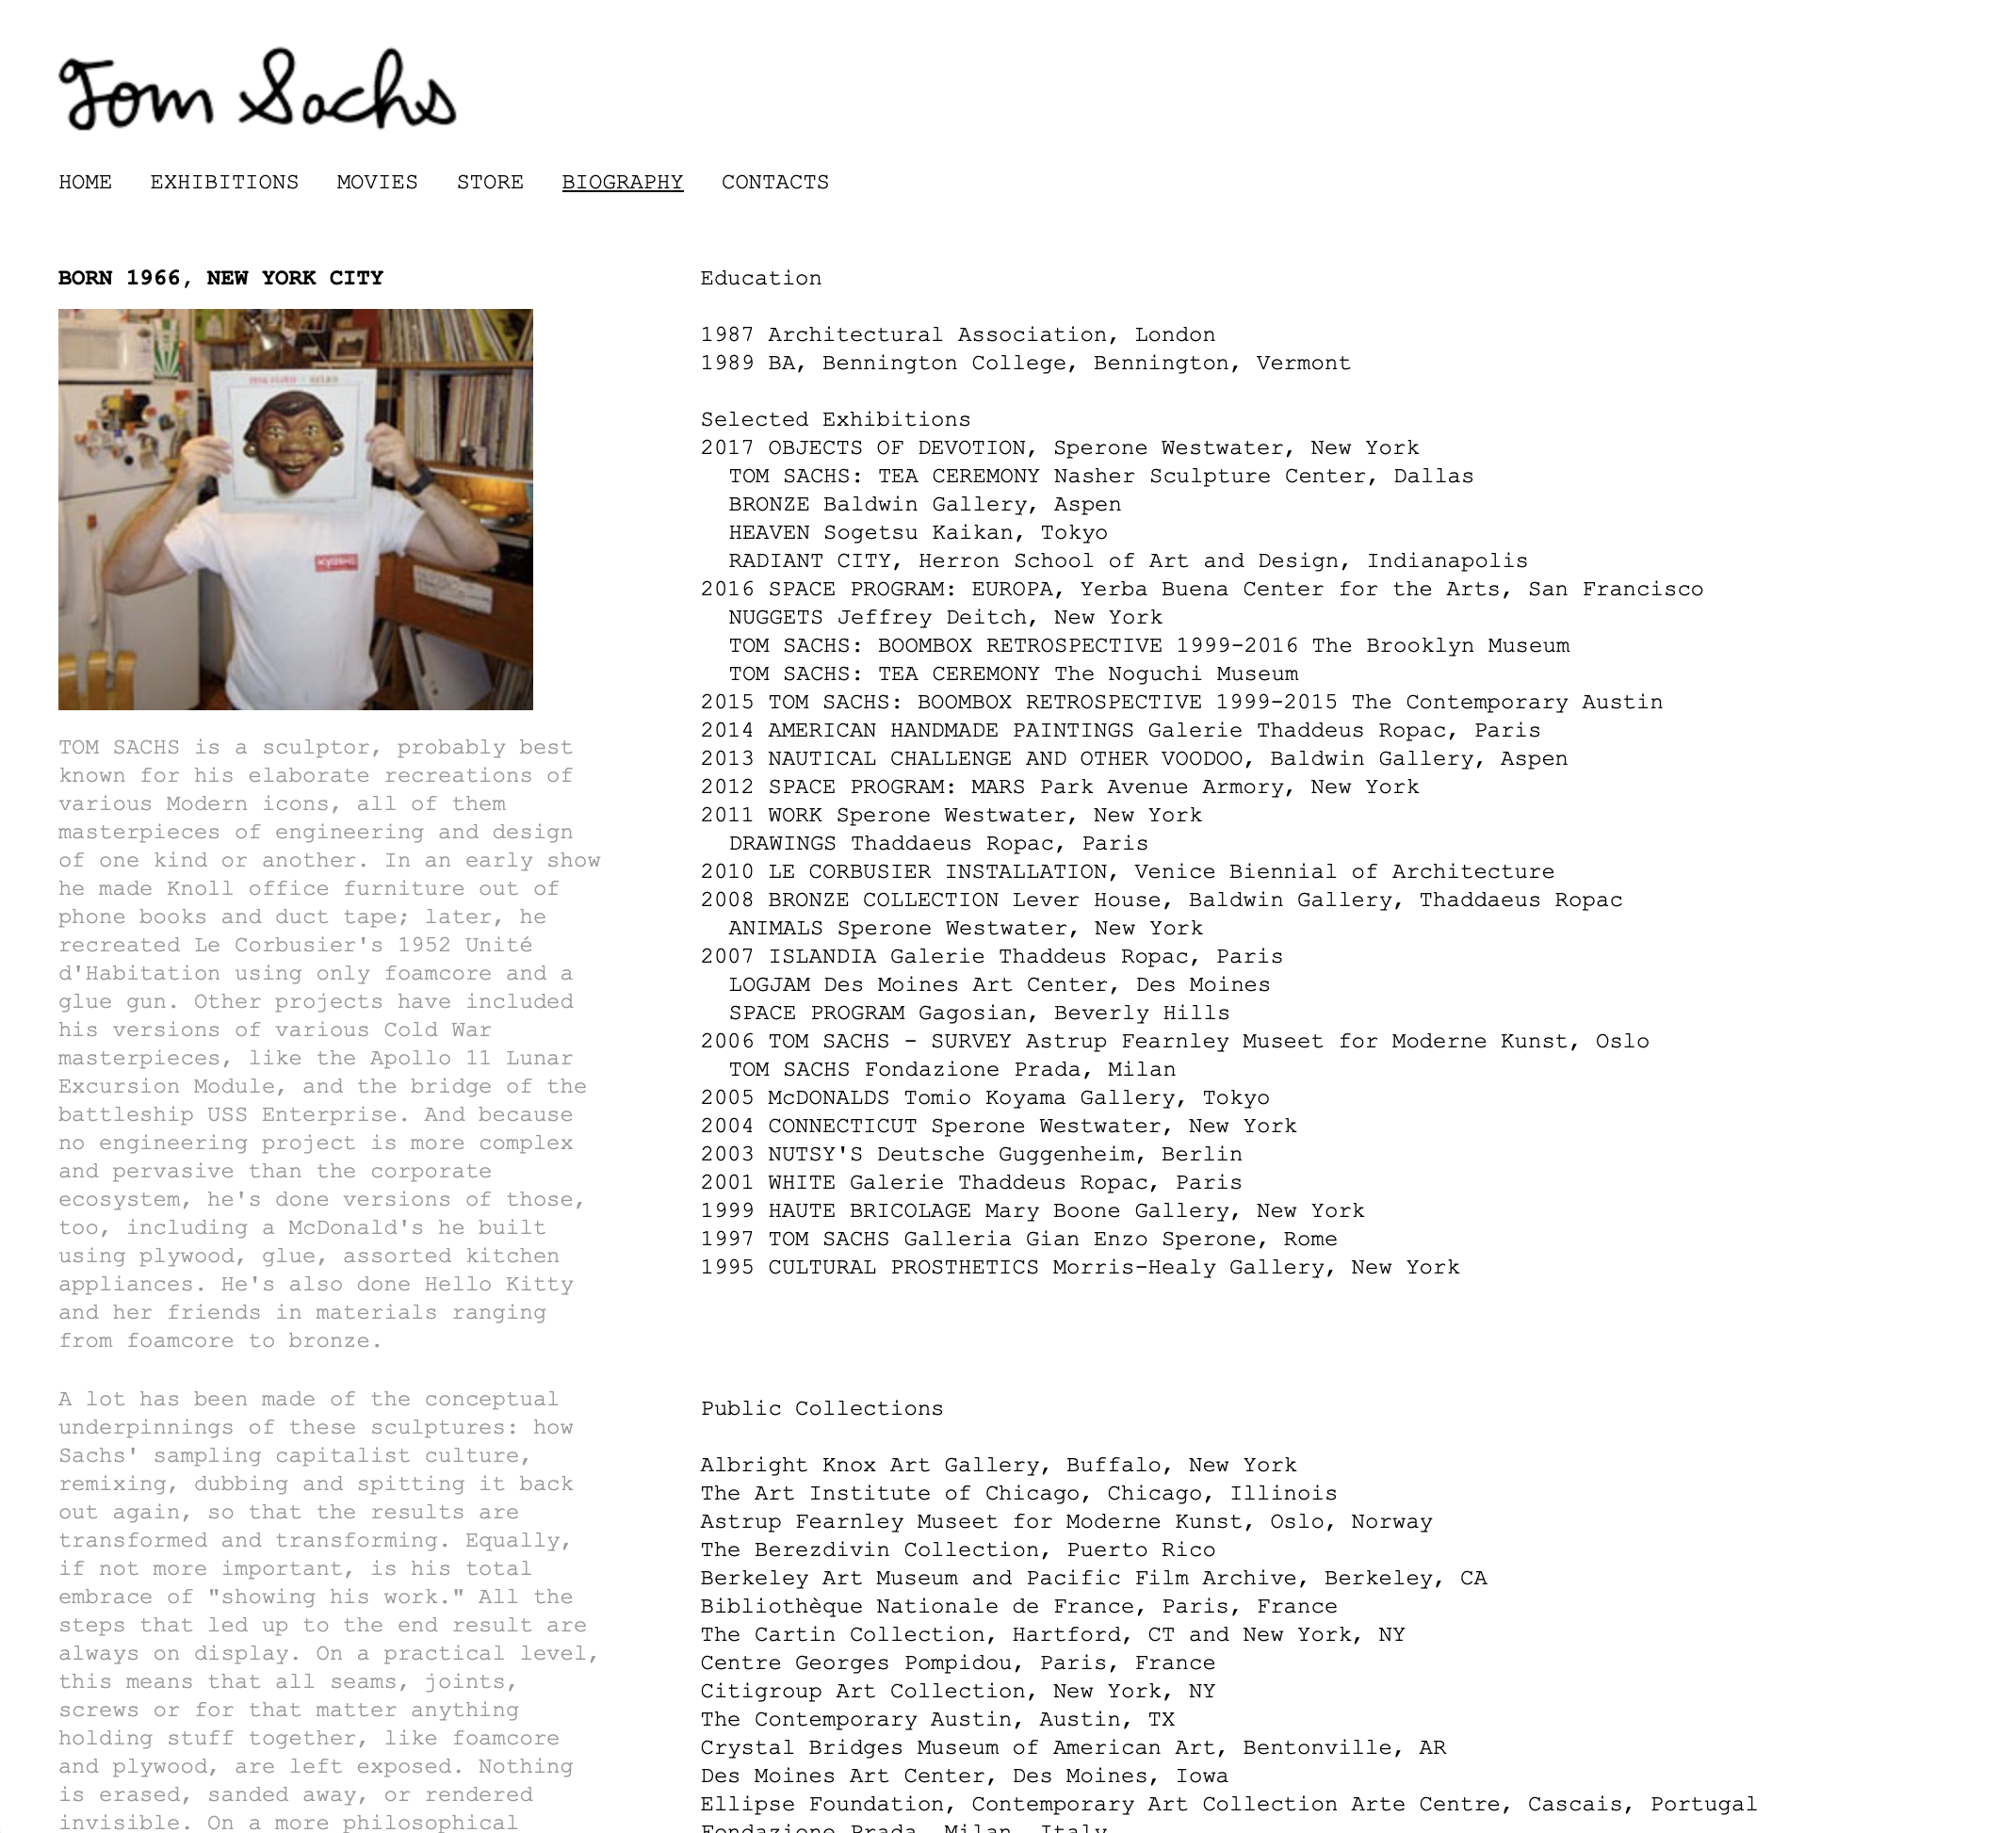 Tom Sachs
HOME EXHIBITIONS MOVIES STORE BIOGRAPHY CONTACTS
BORN 1966, NEW YORK CITY
TOM SACHS is a sculptor, probably best
known for his elaborate recreations of
various Modern icons, all of them
masterpieces of engineering and design
of one kind or another. In an early show
he made Knoll office furniture out of
phone books and duct tape; later, he
recreated Le Corbusier's 1952 Unité
d'Habitation using only foamcore and a
glue gun. Other projects have included
his versions of various Cold War
masterpieces, like the Apollo 11 Lunar
Excursion Module, and the bridge of the
battleship USS Enterprise. And because
no engineering project is more complex
and pervasive than the corporate
ecosystem, he's done versions of those,
too, including a McDonald's he built
using plywood, glue, assorted kitchen
appliances. He's also done Hello Kitty
and her friends in materials ranging
from foamcore to bronze.
A lot has been made of the conceptual
underpinnings of these sculptures: how
Sachs' sampling capitalist culture,
remixing, dubbing and spitting it back
out again, so that the results are
transformed and transforming. Equally,
if not more important, is his total
embrace of "showing his work." All the
steps that led up to the end result are
always on display. On a practical level,
this means that all seams, joints,
screws or for that matter anything
holding stuff together, like foamcore
and plywood, are left exposed. Nothing
is erased, sanded away, or rendered
invisible. On a more philosophical
Education
1987 Architectural Association, London
1989 BA, Bennington College, Bennington, Vermont
Selected Exhibitions
2017 OBJECTS OF DEVOTION, Sperone Westwater, New York
TOM SACHS: TEA CEREMONY Nasher Sculpture Center, Dallas
BRONZE Baldwin Gallery, Aspen
HEAVEN Sogetsu Kaikan, Tokyo
RADIANT CITY, Herron School of Art and Design, Indianapolis
2016 SPACE PROGRAM: EUROPA, Yerba Buena Center for the Arts, San Francisco
NUGGETS Jeffrey Deitch, New York
TOM SACHS: BOOMBOX RETROSPECTIVE 1999-2016 The Brooklyn Museum
TOM SACHS: TEA CEREMONY The Noguchi Museum
2015 TOM SACHS: BOOMBOX RETROSPECTIVE 1999-2015 The Contemporary Austin
2014 AMERICAN HANDMADE PAINTINGS Galerie Thaddeus Ropac, Paris
2013 NAUTICAL CHALLENGE AND OTHER VOODOO, Baldwin Gallery, Aspen
2012 SPACE PROGRAM: MARS Park Avenue Armory, New York
2011 WORK Sperone Westwater, New York
DRAWINGS Thaddaeus Ropac, Paris
2010 LE CORBUSIER INSTALLATION, Venice Biennial of Architecture
2008 BRONZE COLLECTION Lever House, Baldwin Gallery, Thaddaeus Ropac
ANIMALS Sperone Westwater, New York
2007 ISLANDIA Galerie Thaddeus Ropac, Paris
LOGJAM Des Moines Art Center, Des Moines
SPACE PROGRAM Gagosian, Beverly Hills
2006 TOM SACHS - SURVEY Astrup Fearnley Museet for Moderne Kunst, Oslo
TOM SACHS Fondazione Prada, Milan
2005 McDONALDS Tomio Koyama Gallery, Tokyo
2004 CONNECTICUT Sperone Westwater, New York
2003 NUTSY'S Deutsche Guggenheim, Berlin
2001 WHITE Galerie Thaddeus Ropac, Paris
1999 HAUTE BRICOLAGE Mary Boone Gallery, New York
1997 TOM SACHS Galleria Gian Enzo Sperone, Rome
1995 CULTURAL PROSTHETICS Morris-Healy Gallery, New York
Public Collections
Albright Knox Art Gallery, Buffalo, New York
The Art Institute of Chicago, Chicago, Illinois
Astrup Fearnley Museet for Moderne Kunst, Oslo, Norway
The Berezdivin Collection, Puerto Rico
Berkeley Art Museum and Pacific Film Archive, Berkeley, CA
Bibliothèque Nationale de France, Paris, France
The Cartin Collection, Hartford, CT and New York, NY
Centre Georges Pompidou, Paris, France
Citigroup Art Collection, New York, NY
The Contemporary Austin, Austin, TX
Crystal Bridges Museum of American Art, Bentonville, AR
Des Moines Art Center, Des Moines, Iowa
Ellipse Foundation, Contemporary Art Collection Arte Centre, Cascais, Portugal
Fondazione Prada, Milan, Italy